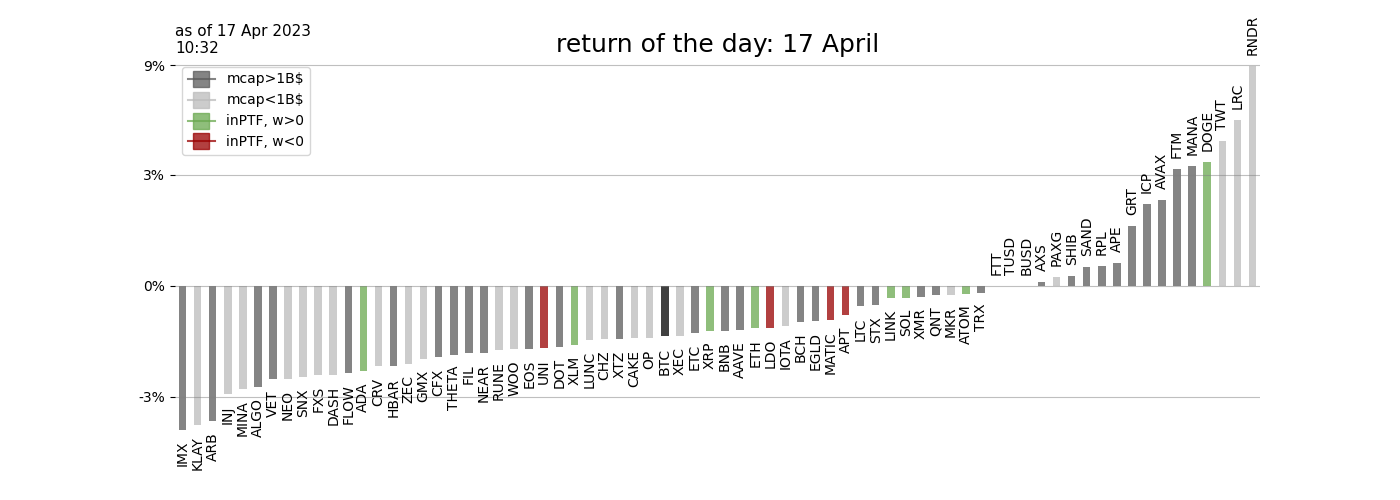 as of 17 Apr 2023
10:32
return of the day: 17 April
9%
3%
0%
-3%
mcap>1B$
mcap<1B$
inPTF, w>0
inPTF, w<0
IMX
KLAY
ARB
INJ
MINA
ALGO
VET
NEO
SNX
FXS
DASH
FLOW
ADA
CRV
HBAR
ZEC
GMX
CFX
THETA
FIL
NEAR
RUNE
WOO
EOS
UNI
DOT
XLM
LUNC
CHZ
XTZ
CAKE
OP
BTC
XEC
ETC
XRP
BNB
AAVE
ETH
LDO
IOTA
BCH
EGLD
MATIC
APT
LTC
STX
LINK
SOL
XMR
QNT
MKR
ATOM
TRX
FTT
TUSD
BUSD
AXS
PAXG
SHIB
SAND
RPL
APE
GRT
ICP
AVAX
FTM
MANA
DOGE
TWT
LRC
RNDR